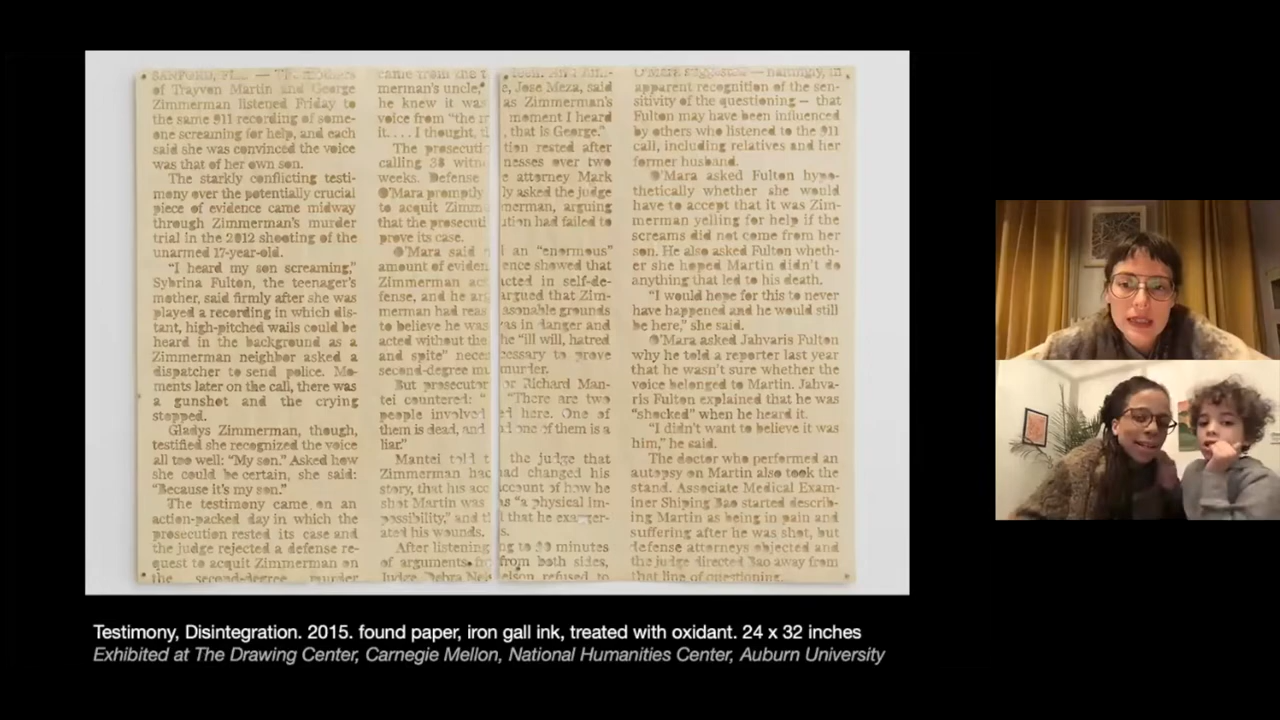 SANFORD, FLA. — The mothers
of Trayvon Martin and George
Zimmerman listened Friday to
the same 911 recording of some-
one screaming for help, and each
said she was convinced the voice
was that of her own son.
The starkly conflicting testi-
mony over the potentially crucial
piece of evidence came midway
through Zimmerman's murder
trial in the 2012 shooting of the
unarmed 17-year-old.
"I heard my son screaming,"
Sybrina Fulton, the teenager's
mother, said firmly after she was
played a recording in which dis-
tant, high-pitched wails could be
heard in the background as a
Zimmerman neighbor asked a
dispatcher to send police. Mo-
ments later on the call, there was
a gunshot and the crying
stopped.
Gladys Zimmerman, though,
testified she recognized the voice
all too well: "My son." Asked how
she could be certain, she said:
"Because it's my son."
The testimony came on an
action-packed day in which the
prosecution rested its case and
the judge rejected a defense re-
quest to acquit Zimmerman on
the second-degree murder
came from the t
merman's uncle,
he knew it was
voice from "the
it. . . . I thought,
The prosecuti
calling 38 witn
weeks. Defense
O'Mara promptly
to acquit Zimm
that the prosecuti
prove its case.
O'Mara said
amount of eviden
Zimmerman ac
fense, and he ar
merman had reas
to believe he was
acted without the
and spite" neces
second-degree mu
But prosecutor
tei countered: "
people involved
them is dead, and
liar."
Mantei told t
Zimmerman had
story, that his acc
shot Martin was
possibility," and t
ated his wounds.
After listening
of arguments,
Judge Debra Nel
e, Jose Meza, said
as Zimmerman's
moment I heard
, that is George."
tion rested after
nesses over two
e attorney Mark
ly asked the judge
merman, arguing
ution had failed to
l an "enormous"
ence showed that
acted in self-de-
argued that Zim-
asonable grounds
as in danger and
he "ill will, hatred
cessary to prove
murder.
or Richard Man-
"There are two
d here. One of
d one of them is a
the judge that
had changed his
account of how he
s "a physical im-
l that he exagger-
s.
ng to 90 minutes
from both sides,
elson refused to
O'Mara suggested — haltingly, in
apparent recognition of the sen-
sitivity of the questioning — that
Fulton may have been influenced
by others who listened to the 911
call, including relatives and her
former husband.
O'Mara asked Fulton hypo-
thetically whether she would
have to accept that it was Zim-
merman yelling for help if the
screams did not come from her
son. He also asked Fulton wheth-
er she hoped Martin didn't do
anything that led to his death.
"I would hope for this to never
have happened and he would still
be here," she said.
O'Mara asked Jahvaris Fulton
why he told a reporter last year
that he wasn't sure whether the
voice belonged to Martin. Jahva-
ris Fulton explained that he was
"shocked" when he heard it.
"I didn't want to believe it was
him," he said.
The doctor who performed an
autopsy on Martin also took the
stand. Associate Medical Exam-
iner Shiping Bao started describ-
ing Martin as being in pain and
suffering after he was shot, but
defense attorneys objected and
the judge directed Bao away from
that line of questioning.
Testimony, Disintegration. 2015. found paper, iron gall ink, treated with oxidant. 24 x 32 inches
Exhibited at The Drawing Center, Carnegie Mellon, National Humanities Center, Auburn University